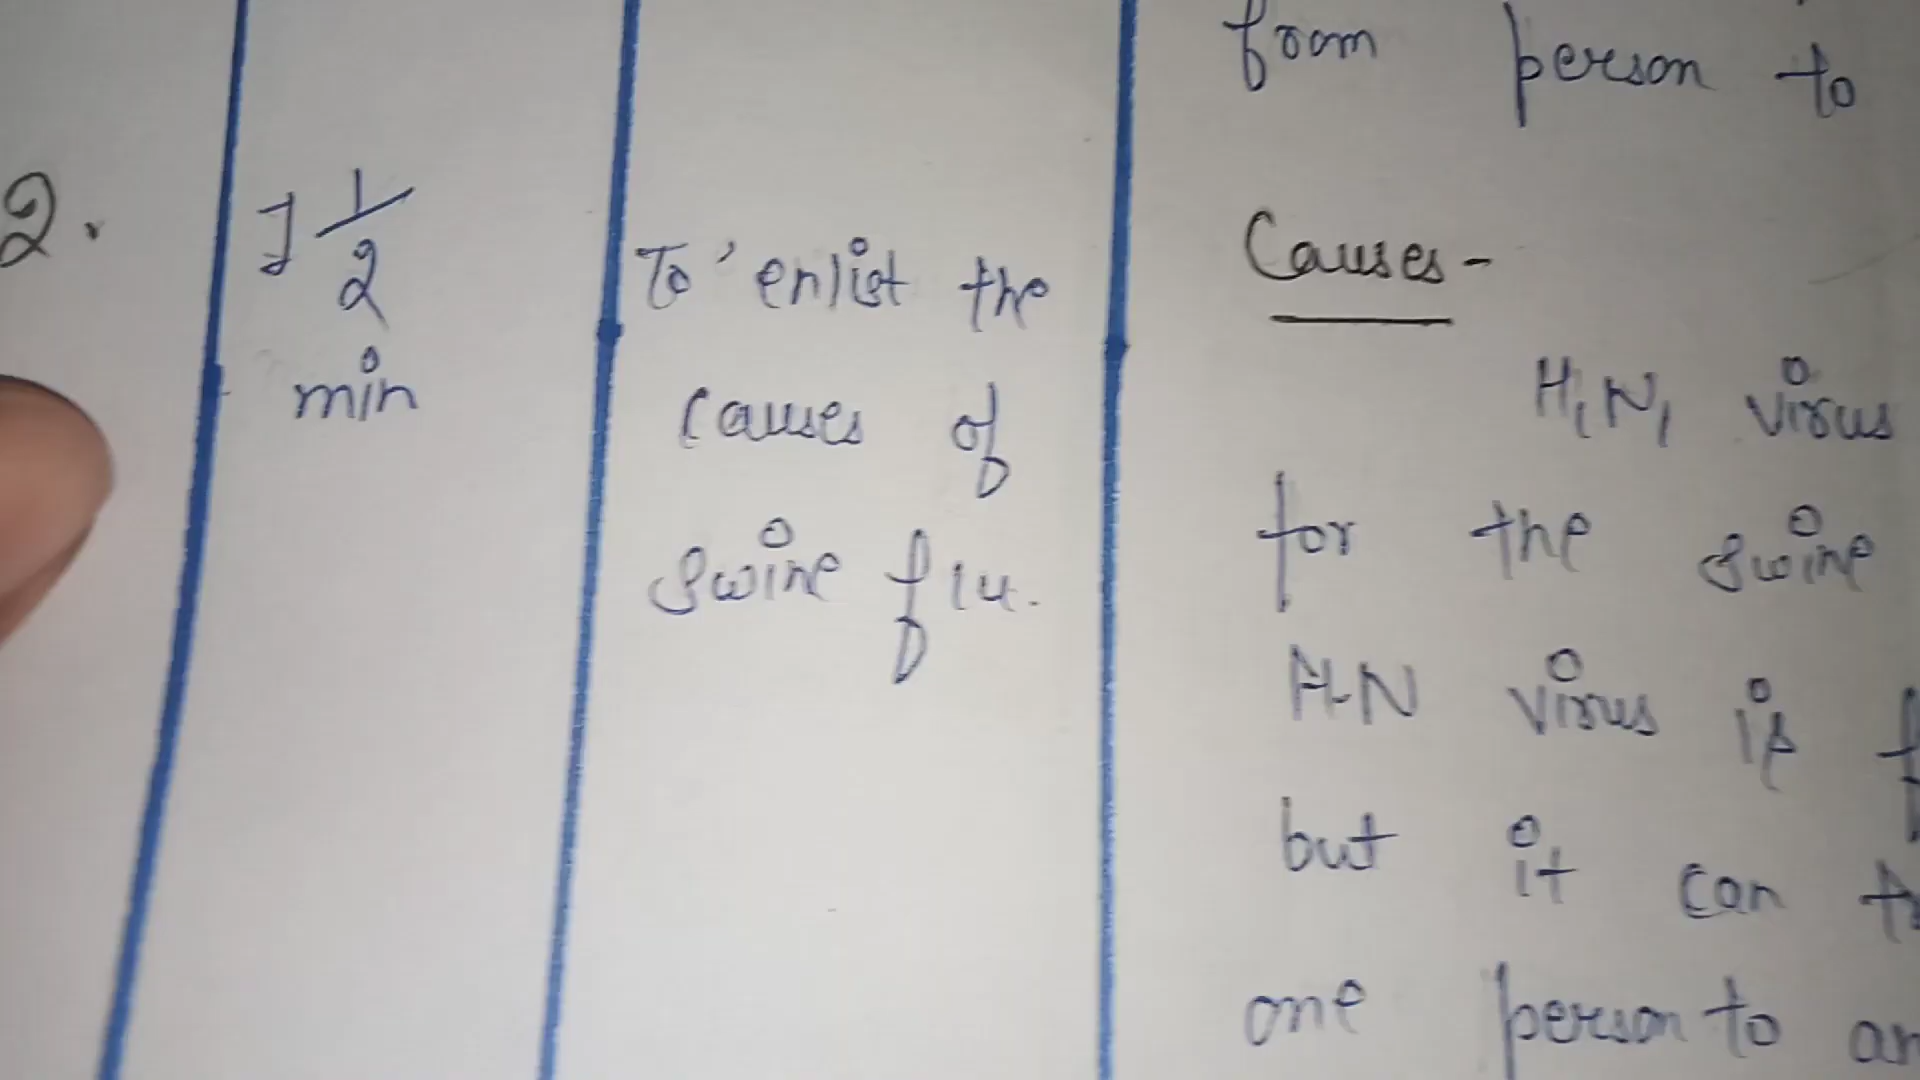 from person to
2.
1 1/2
min
To enlist the
causes of
swine flu.
Causes-
H1N1 virus
for the swine
H1N virus is
but it can
one person to